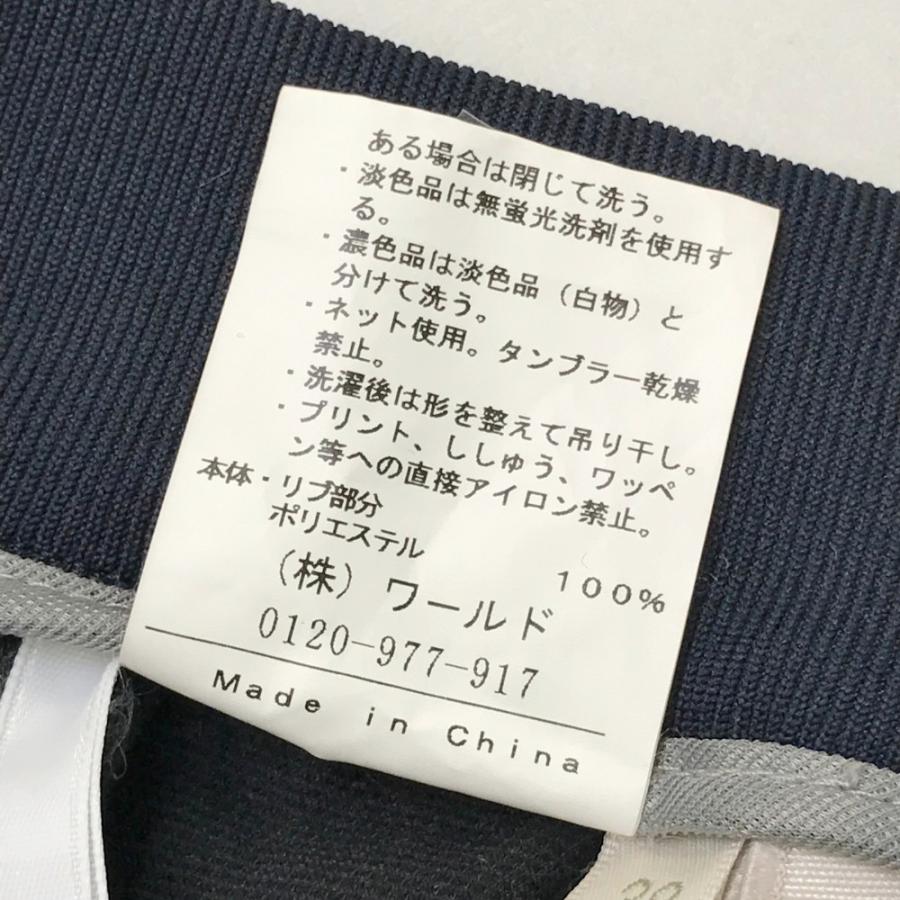 ある場合は閉じて洗う。
・淡色品は無蛍光洗剤を使用す
る。
・濃色品は淡色品（白物）と
分けて洗う。
・ネット使用。タンブラー乾燥
禁止。
・洗濯後は形を整えて吊り干し。
・プリント、ししゅう、ワッペ
ン等への直接アイロン禁止。
本体・リブ部分
ポリエステル 100%
（株）ワールド
0120-977-917
Made in China